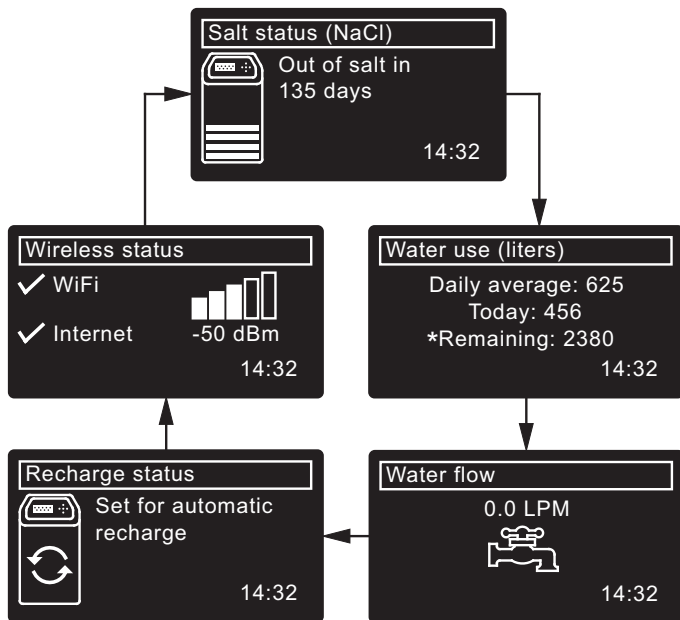 Salt status (NaCl)
Out of salt in
135 days
14:32
Wireless status
WiFi
Internet
-50 dBm
14:32
Water use (liters)
Daily average: 625
Today: 456
*Remaining: 2380
14:32
Recharge status
Set for automatic
recharge
14:32
Water flow
0.0 LPM
14:32